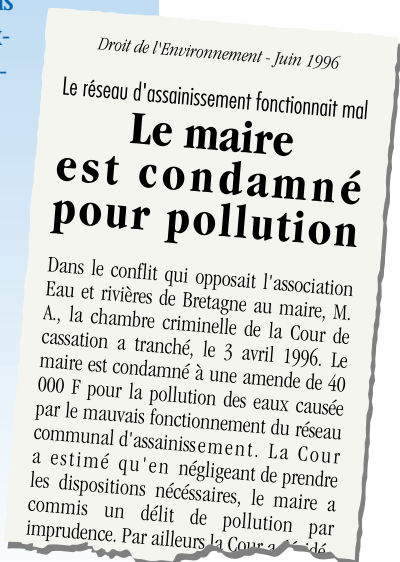 ns
x-
-
Droit de l'Environnement - Juin 1996
Le réseau d'assainissement fonctionnait mal
Le maire
est condamné
pour pollution
Dans le conflit qui opposait l'association
Eau et rivières de Bretagne au maire, M.
A., la chambre criminelle de la Cour de
cassation a tranché, le 3 avril 1996. Le
maire est condamné à une amende de 40
000 F pour la pollution des eaux causée
par le mauvais fonctionnement du réseau
communal d'assainissement. La Cour
a estimé qu'en négligeant de prendre
les dispositions nécéssaires, le maire a
commis un délit de pollution par
imprudence. Par ailleurs la Cour a